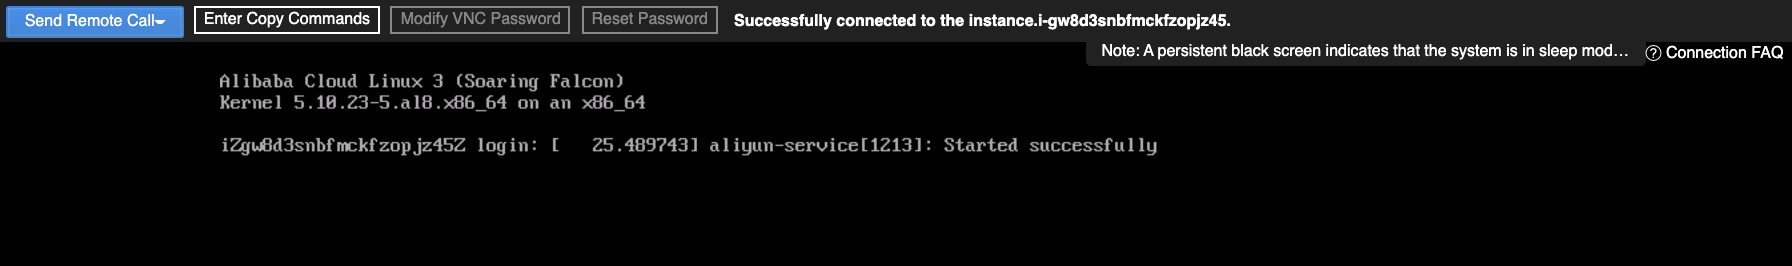 Send Remote Call
Enter Copy Commands
Modify VNC Password
Reset Password
Successfully connected to the instance.i-gw8d3snbfmckfzopjz45.
Note: A persistent black screen indicates that the system is in sleep mod...
? Connection FAQ
Alibaba Cloud Linux 3 (Soaring Falcon)
Kernel 5.10.23-5.al8.x86_64 on an x86_64
iZgw8d3snbfmckfzopjz45Z login: [   25.489743] aliyun-service[1213]: Started successfully